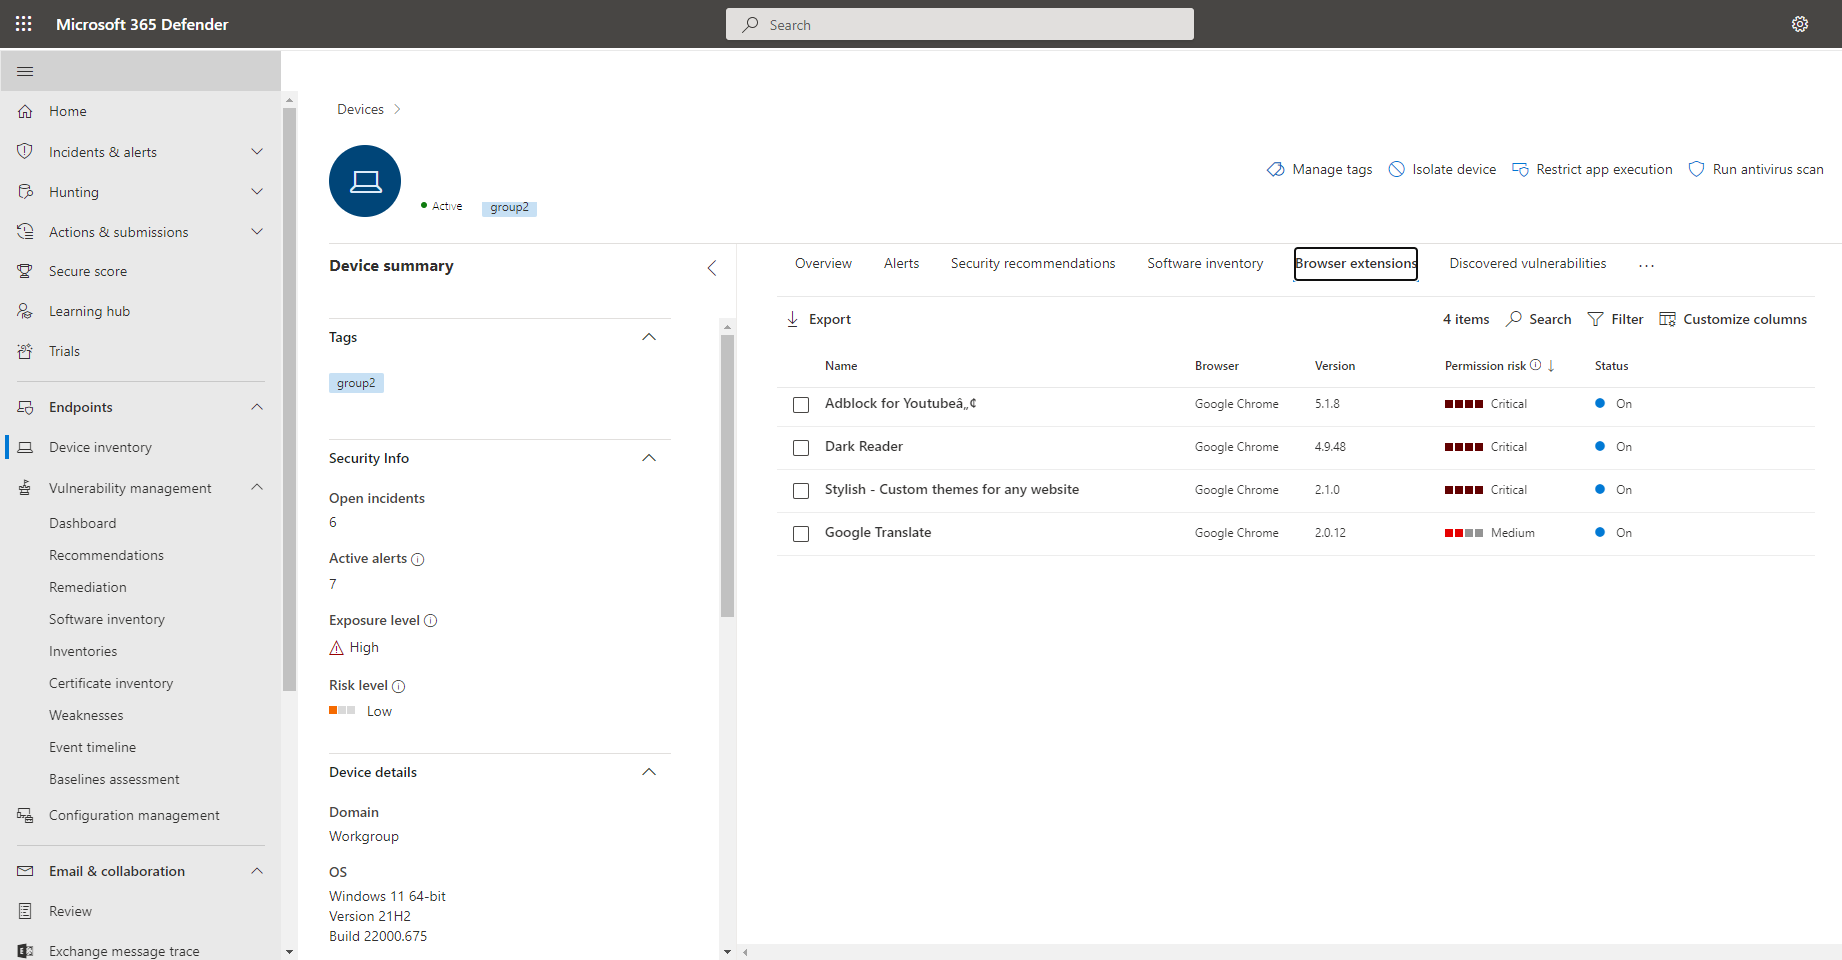 Microsoft 365 Defender
Search
Home
Incidents & alerts
Hunting
Actions & submissions
Secure score
Learning hub
Trials
Endpoints
Device inventory
Vulnerability management
Dashboard
Recommendations
Remediation
Software inventory
Inventories
Certificate inventory
Weaknesses
Event timeline
Baselines assessment
Configuration management
Email & collaboration
Review
Exchange message trace
Devices
Active
group2
Manage tags
Isolate device
Restrict app execution
Run antivirus scan
Device summary
Tags
group2
Security Info
Open incidents
6
Active alerts
7
Exposure level
High
Risk level
Low
Device details
Domain
Workgroup
OS
Windows 11 64-bit
Version 21H2
Build 22000.675
Overview Alerts Security recommendations Software inventory Browser extensions Discovered vulnerabilities ...
Export 4 items Search Filter Customize columns
Name Browser Version Permission risk Status
Adblock for Youtubeâ„¢ Google Chrome 5.1.8 Critical On
Dark Reader Google Chrome 4.9.48 Critical On
Stylish - Custom themes for any website Google Chrome 2.1.0 Critical On
Google Translate Google Chrome 2.0.12 Medium On